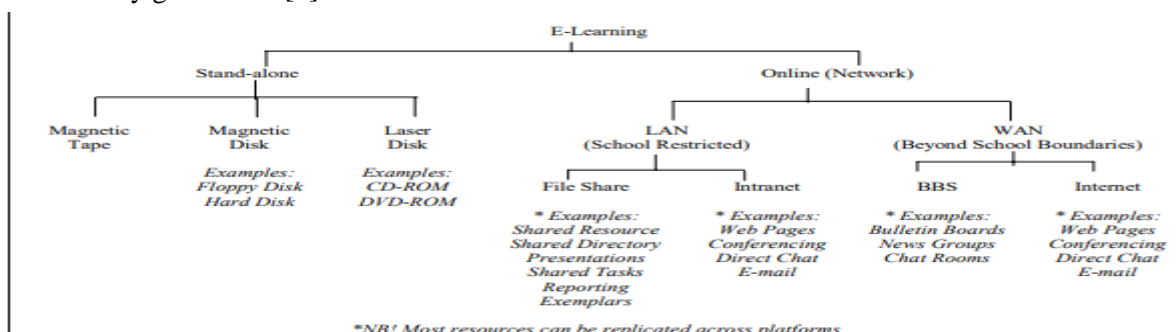 E-Learning
Stand-alone
Online (Network)
Magnetic
Tape
Magnetic
Disk
Examples:
Floppy Disk
Hard Disk
Laser
Disk
Examples:
CD-ROM
DVD-ROM
LAN
(School Restricted)
WAN
(Beyond School Boundaries)
File Share
* Examples:
Shared Resource
Shared Directory
Presentations
Shared Tasks
Reporting
Exemplars
Intranet
* Examples:
Web Pages
Conferencing
Direct Chat
E-mail
BBS
* Examples:
Bulletin Boards
News Groups
Chat Rooms
Internet
* Examples:
Web Pages
Conferencing
Direct Chat
E-mail
*NB! Most resources can be replicated across platforms